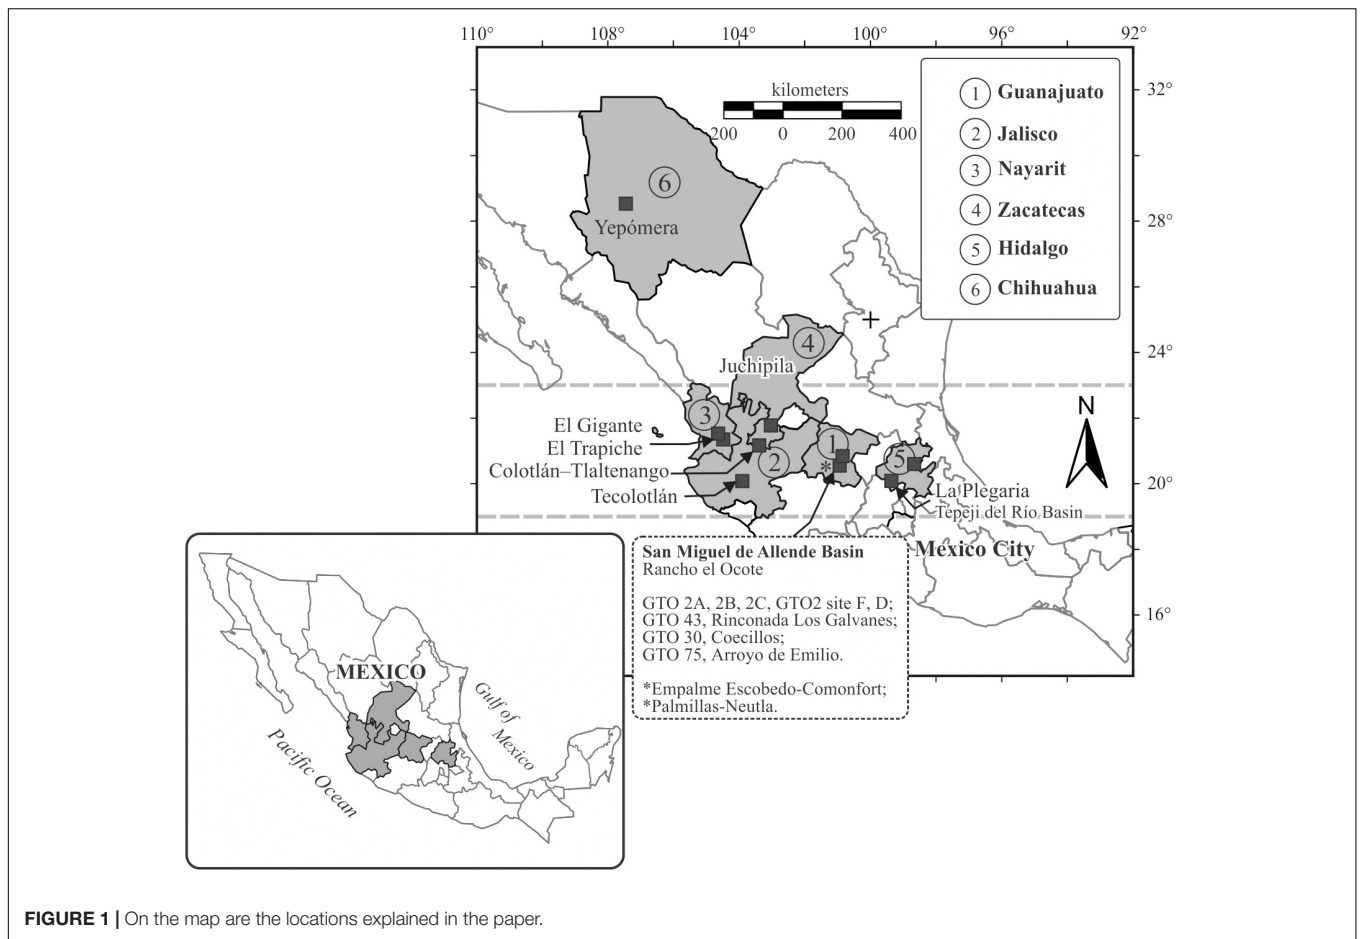 110° 108° 104° 100° 96° 92°
kilometers
200 0 200 400
1 Guanajuato
2 Jalisco
3 Nayarit
4 Zacatecas
5 Hidalgo
6 Chihuahua
32°
28°
24°
20°
16°
6
Yepómera
4
Juchipila
3
El Gigante
El Trapiche
Colotlán–Tlaltenango
Tecolotlán
2
1
*
5
N
La Plegaria
Tepeji del Río Basin
Mexico City
San Miguel de Allende Basin
Rancho el Ocote
GTO 2A, 2B, 2C, GTO2 site F, D;
GTO 43, Rinconada Los Galvanes;
GTO 30, Coecillos;
GTO 75, Arroyo de Emilio.
*Empalme Escobedo-Comonfort;
*Palmillas-Neutla.
MEXICO
Gulf of
Mexico
Pacific Ocean
FIGURE 1 | On the map are the locations explained in the paper.